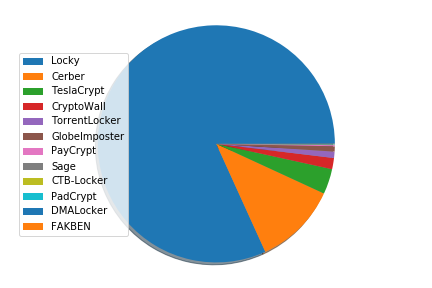 Locky
Cerber
TeslaCrypt
CryptoWall
TorrentLocker
GlobeImposter
PayCrypt
Sage
CTB-Locker
PadCrypt
DMALocker
FAKBEN